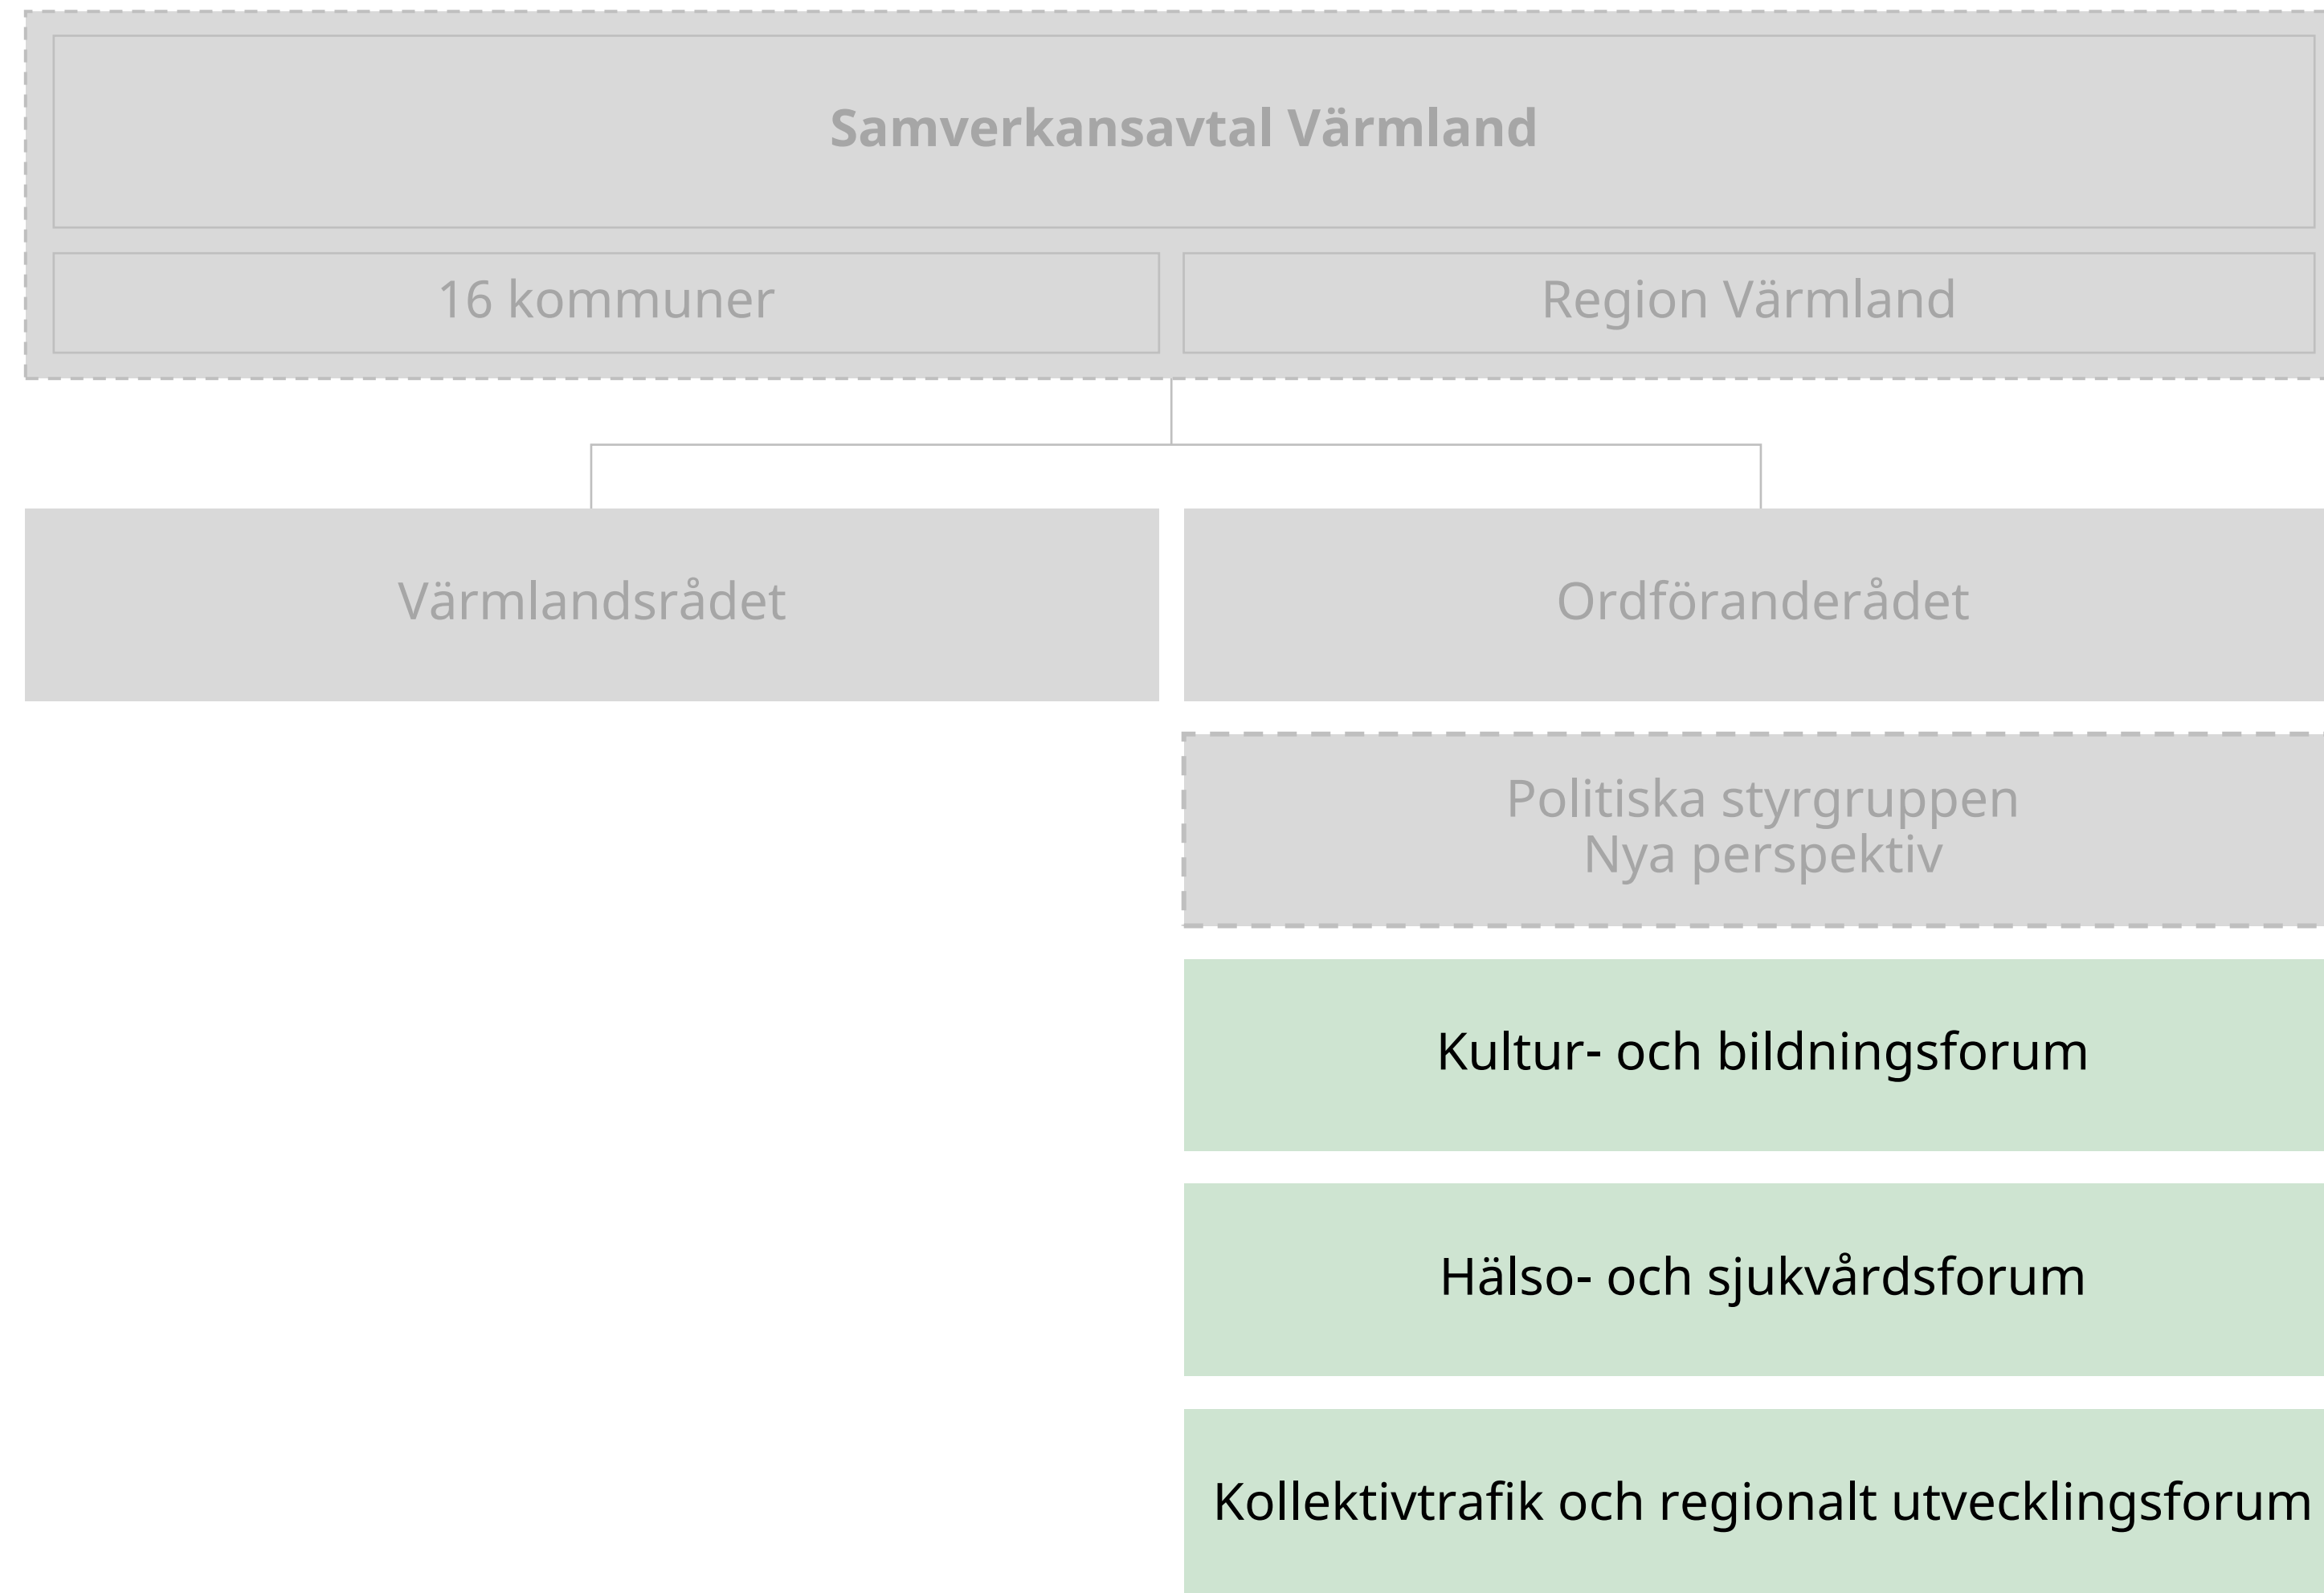 Samverkansavtal Värmland
16 kommuner
Region Värmland
Värmlandsrådet
Ordföranderådet
Politiska styrgruppen
Nya perspektiv
Kultur- och bildningsforum
Hälso- och sjukvårdsforum
Kollektivtrafik och regionalt utvecklingsforum